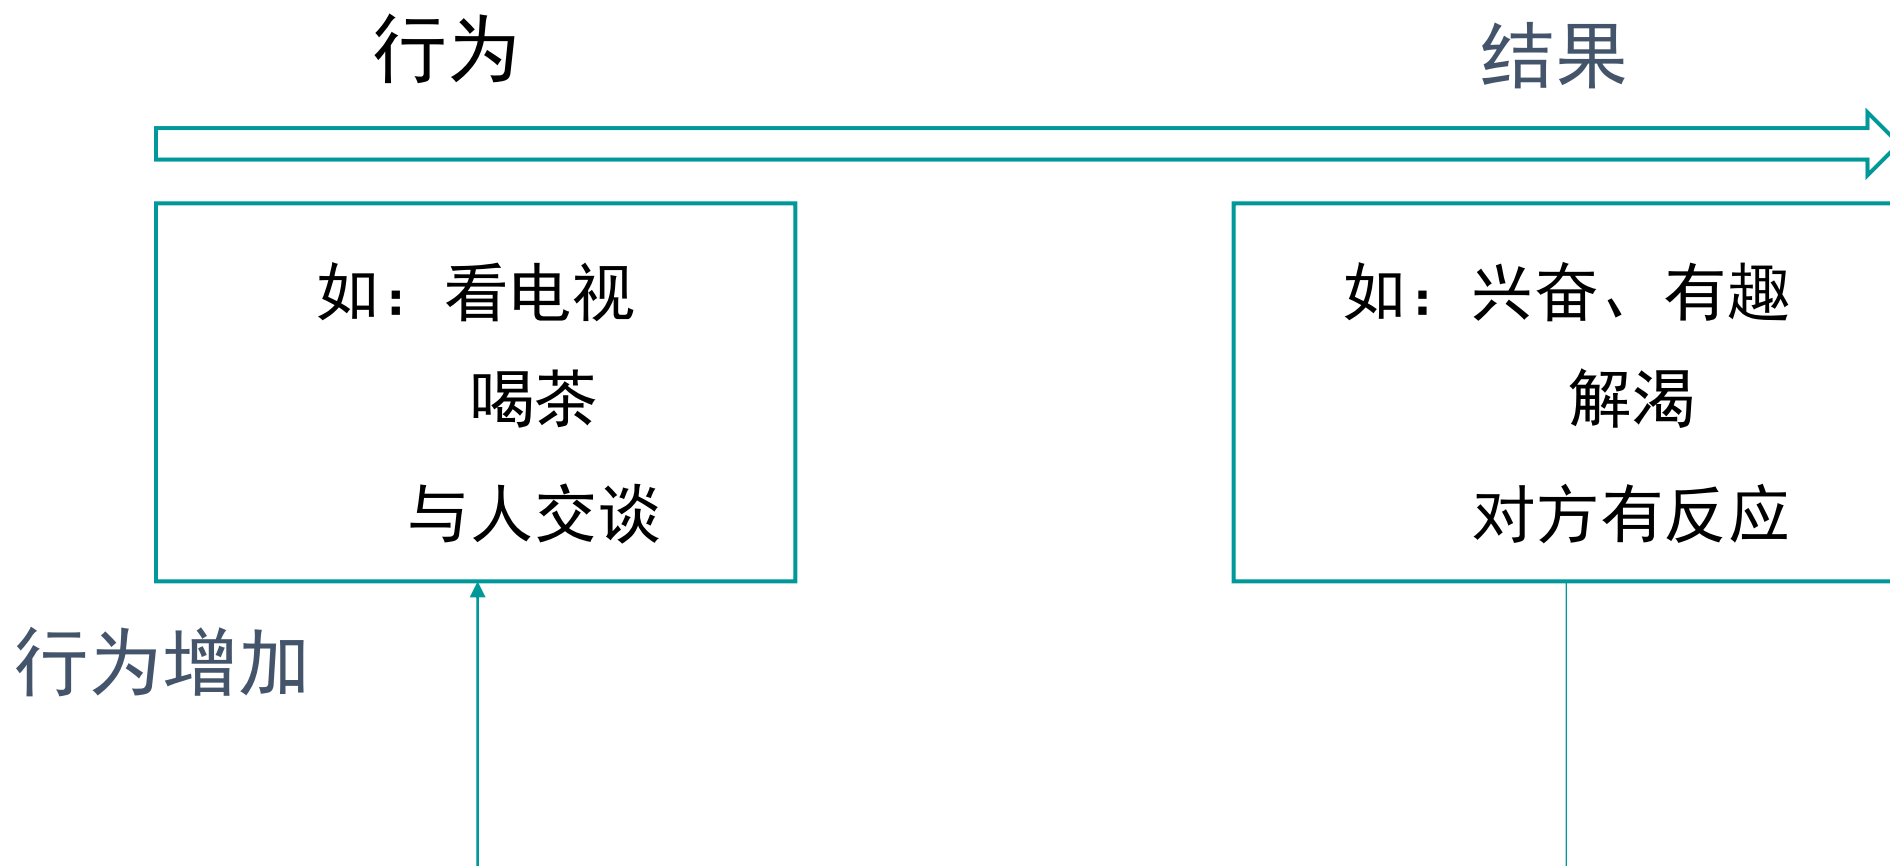 行为
结果
如：看电视
喝茶
与人交谈
如：兴奋、有趣
解渴
对方有反应
行为增加